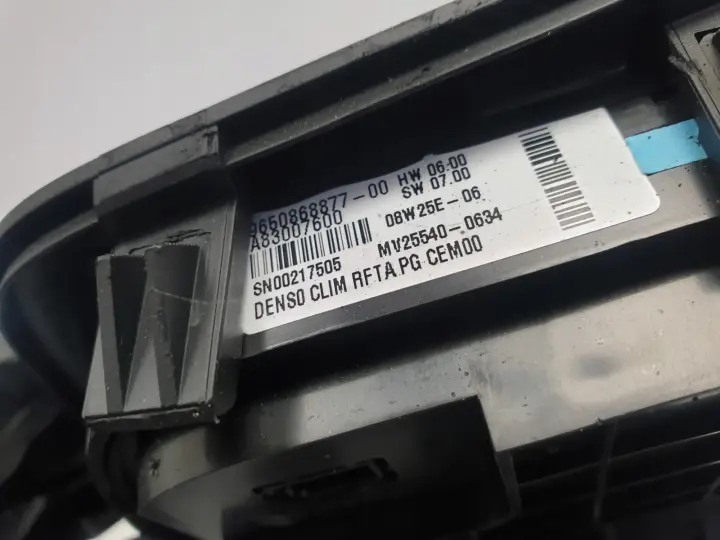 9650868877-00 HW 06.00
A83007600 SW 07.00
08W25E-06
SN00217505 MV25540-0634
DENSO CLIM RFTA PG CEM00